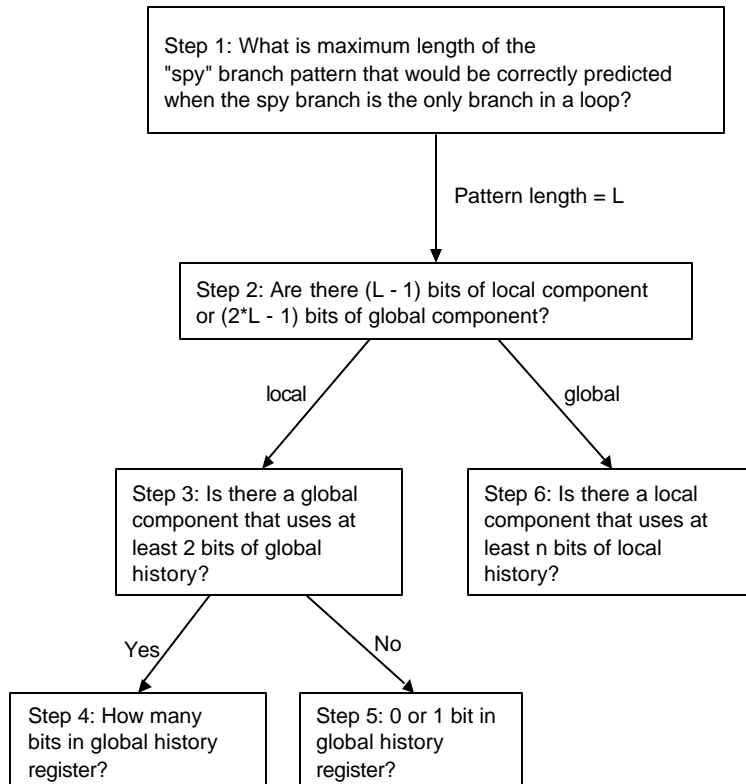 Step 1: What is maximum length of the
"spy" branch pattern that would be correctly predicted
when the spy branch is the only branch in a loop?
Pattern length = L
Step 2: Are there (L - 1) bits of local component
or (2*L - 1) bits of global component?
local
global
Step 3: Is there a global
component that uses at
least 2 bits of global
history?
Step 6: Is there a local
component that uses at
least n bits of local
history?
Yes
No
Step 4: How many
bits in global history
register?
Step 5: 0 or 1 bit in
global history
register?